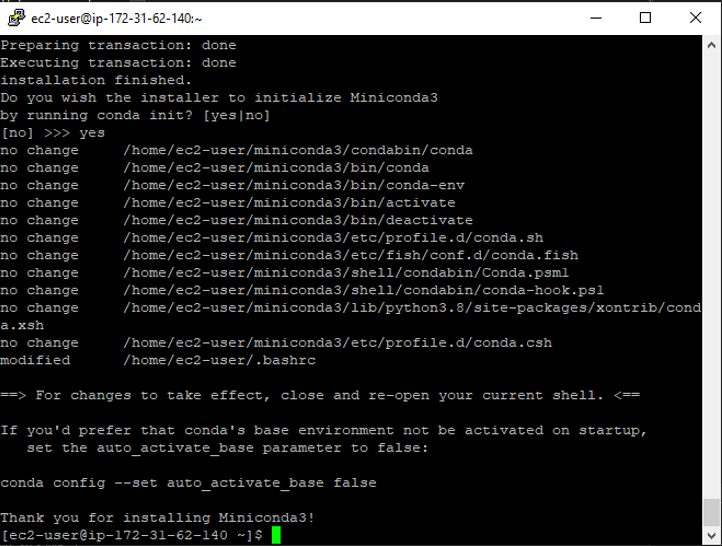 ec2-user@ip-172-31-62-140:~
Preparing transaction: done
Executing transaction: done
installation finished.
Do you wish the installer to initialize Miniconda3
by running conda init? [yes|no]
[no] >>> yes
no change     /home/ec2-user/miniconda3/condabin/conda
no change     /home/ec2-user/miniconda3/bin/conda
no change     /home/ec2-user/miniconda3/bin/conda-env
no change     /home/ec2-user/miniconda3/bin/activate
no change     /home/ec2-user/miniconda3/bin/deactivate
no change     /home/ec2-user/miniconda3/etc/profile.d/conda.sh
no change     /home/ec2-user/miniconda3/etc/fish/conf.d/conda.fish
no change     /home/ec2-user/miniconda3/shell/condabin/Conda.psm1
no change     /home/ec2-user/miniconda3/shell/condabin/conda-hook.ps1
no change     /home/ec2-user/miniconda3/lib/python3.8/site-packages/xontrib/cond
a.xsh
no change     /home/ec2-user/miniconda3/etc/profile.d/conda.csh
modified      /home/ec2-user/.bashrc
==> For changes to take effect, close and re-open your current shell. <==
If you'd prefer that conda's base environment not be activated on startup,
   set the auto_activate_base parameter to false:
conda config --set auto_activate_base false
Thank you for installing Miniconda3!
[ec2-user@ip-172-31-62-140 ~]$